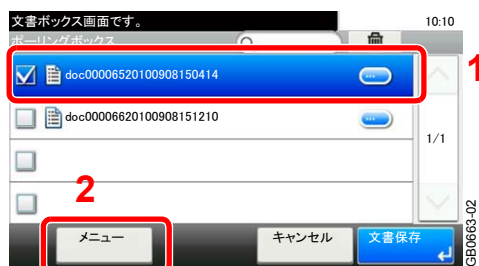 文書ボックス画面です。
10:10
ポーリングボックス
doc00006520100908150414
1
doc00006620100908151210
1/1
2
メニュー
キャンセル
文書保存
GB0663-02